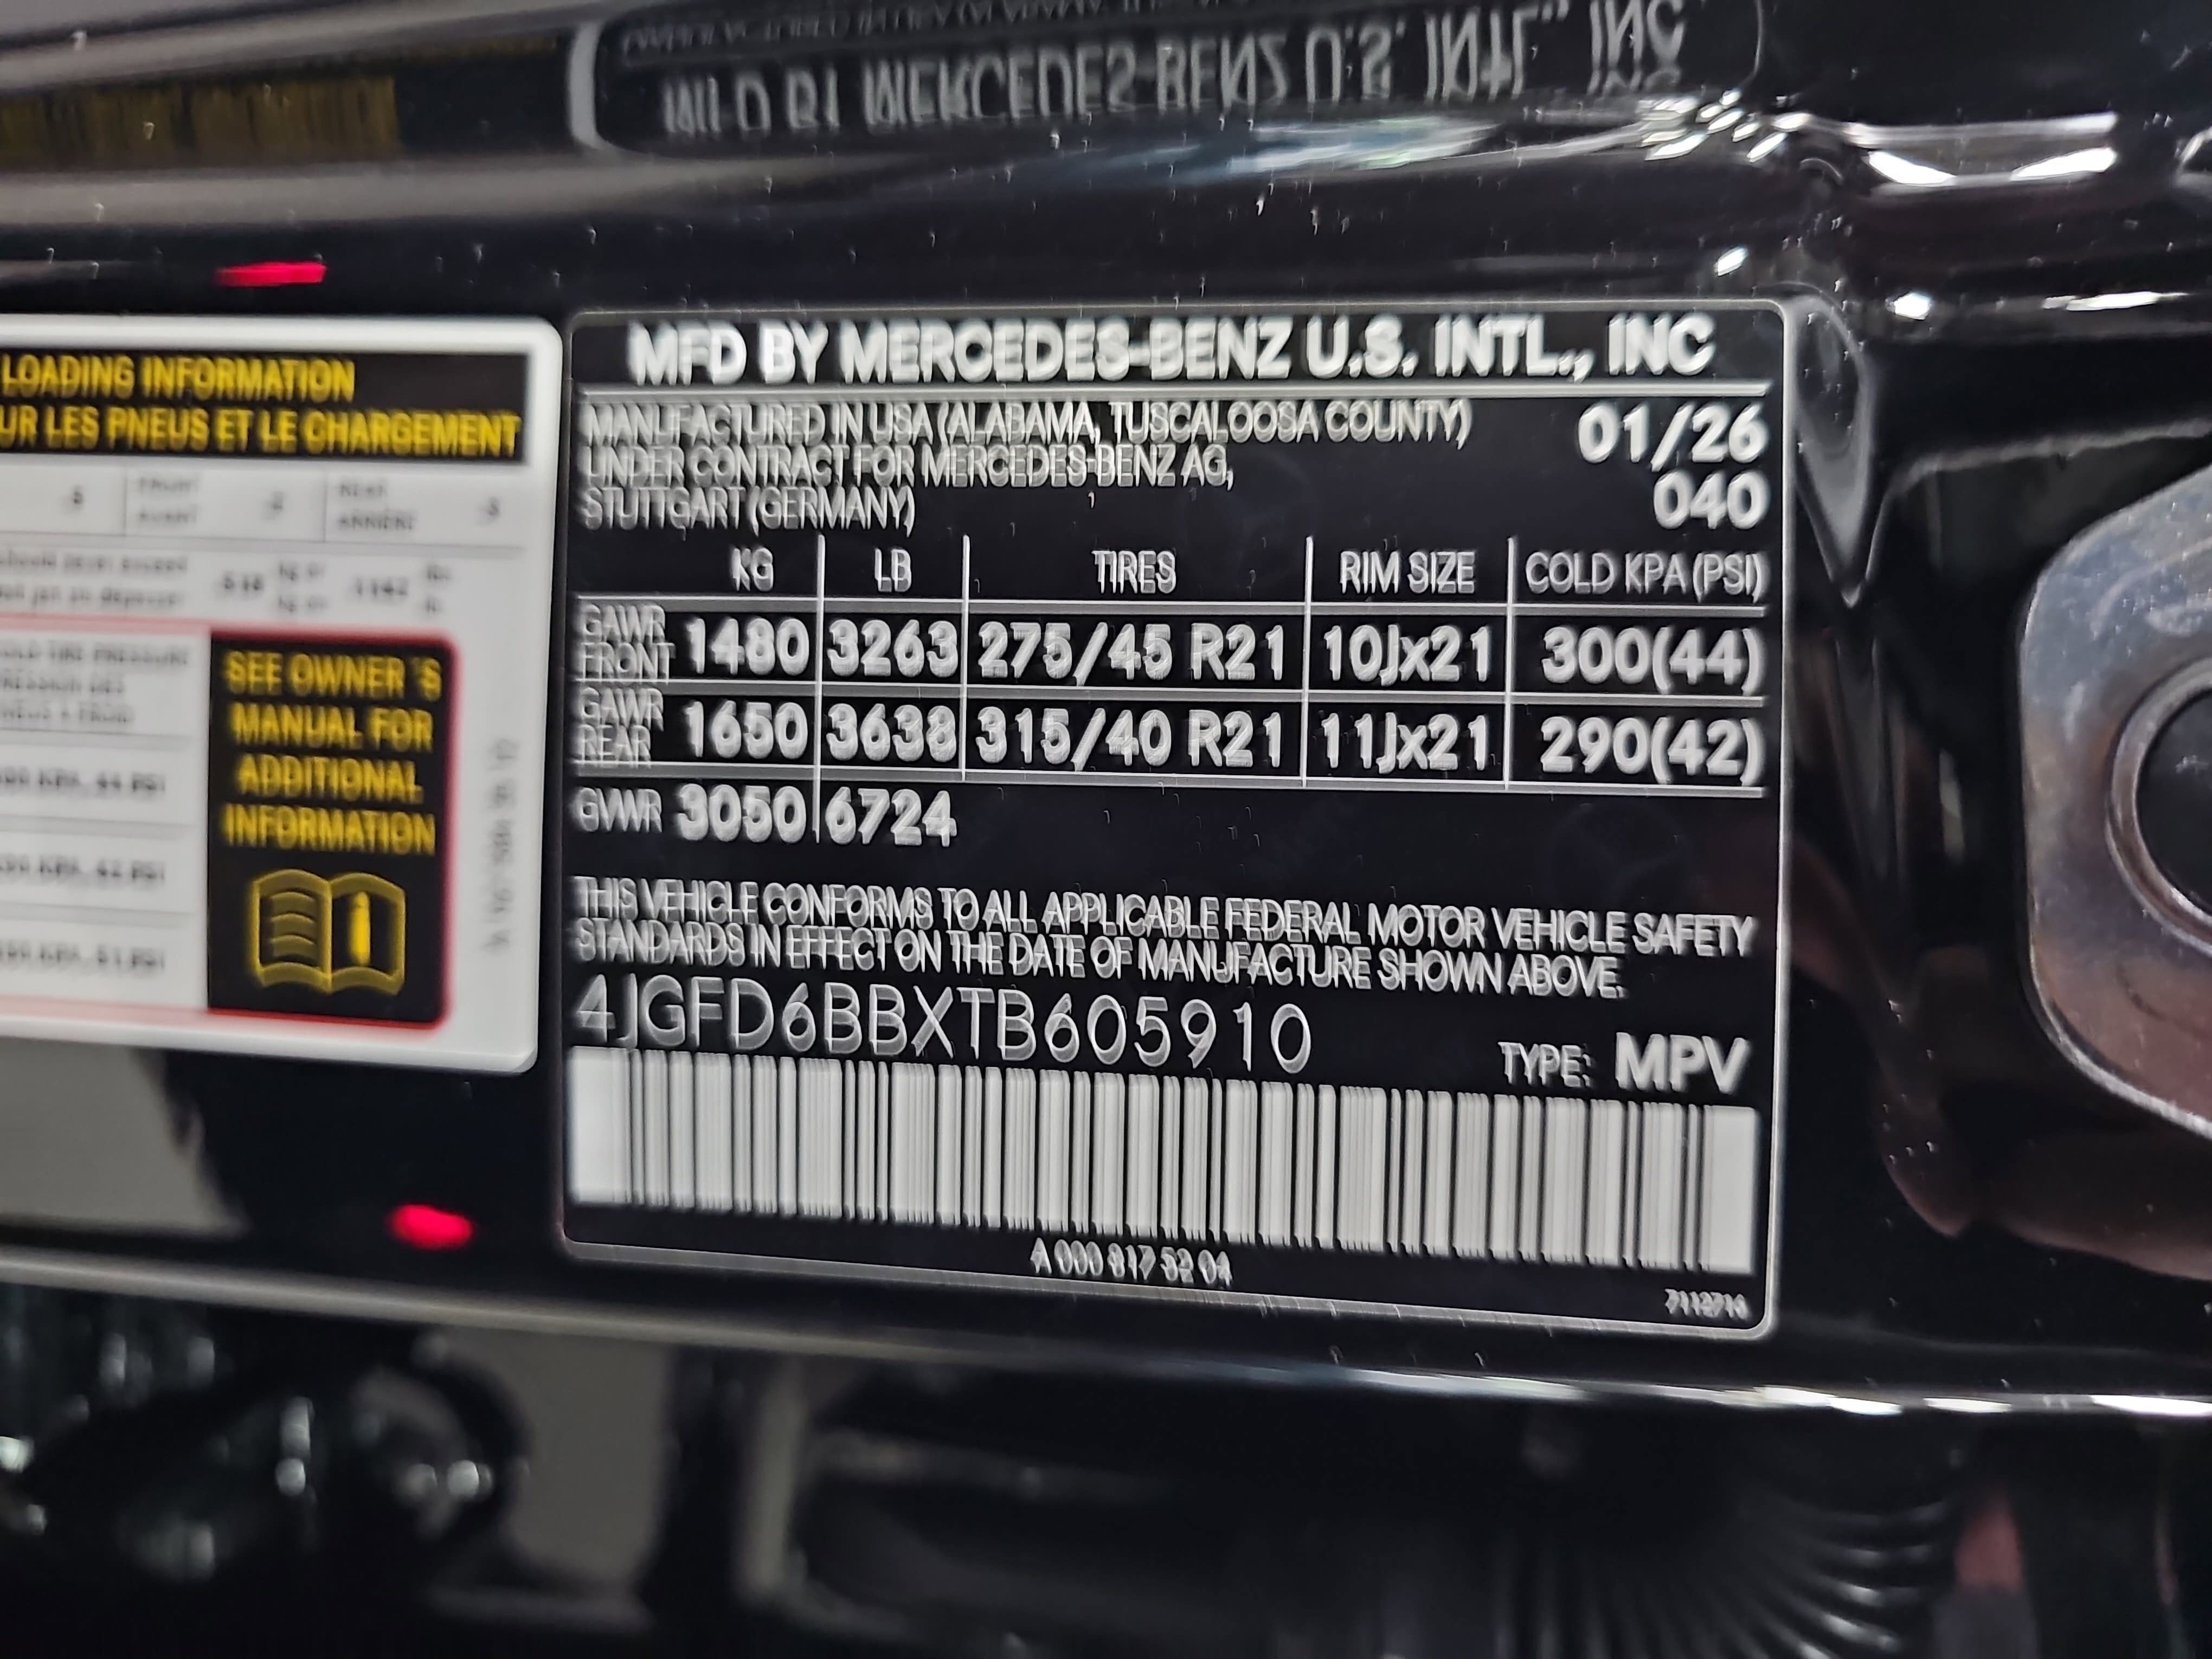 LOADING INFORMATION
UR LES PNEUS ET LE CHARGEMENT
FRONT
AVANT
REAR
ARRIÈRE
SEE OWNER´S
MANUAL FOR
ADDITIONAL
INFORMATION
MFD BY MERCEDES-BENZ U.S. INTL., INC
MANUFACTURED IN USA (ALABAMA, TUSCALOOSA COUNTY) 01/26
UNDER CONTRACT FOR MERCEDES-BENZ AG,
STUTTGART (GERMANY) 040
KG LB TIRES RIM SIZE COLD KPA (PSI)
GAWR FRONT 1480 3263 275/45 R21 10Jx21 300(44)
GAWR REAR 1650 3638 315/40 R21 11Jx21 290(42)
GVWR 3050 6724
THIS VEHICLE CONFORMS TO ALL APPLICABLE FEDERAL MOTOR VEHICLE SAFETY
STANDARDS IN EFFECT ON THE DATE OF MANUFACTURE SHOWN ABOVE.
4JGFD6BBXTB605910
TYPE: MPV
A 000 817 52 04